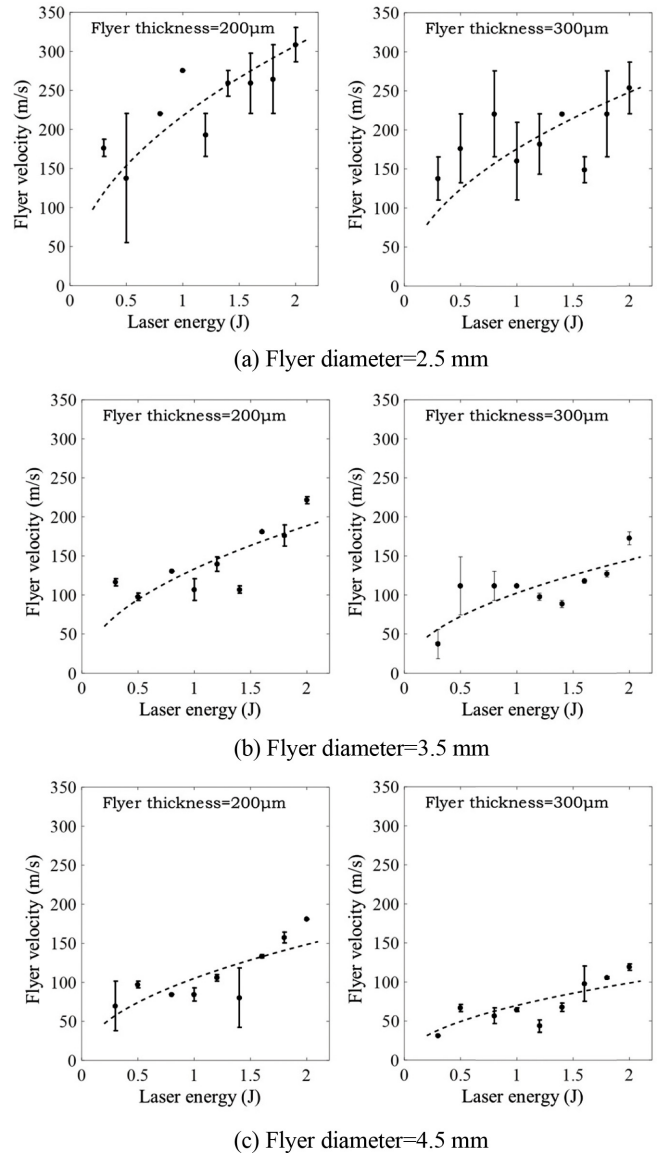 Flyer thickness=200μm
Flyer velocity (m/s)
350
300
250
200
150
100
50
0
0 0.5 1 1.5 2
Laser energy (J)
Flyer thickness=300μm
Flyer velocity (m/s)
350
300
250
200
150
100
50
0
0 0.5 1 1.5 2
Laser energy (J)
(a) Flyer diameter=2.5 mm
Flyer thickness=200μm
Flyer velocity (m/s)
350
300
250
200
150
100
50
0
0 0.5 1 1.5 2
Laser energy (J)
Flyer thickness=300μm
Flyer velocity (m/s)
350
300
250
200
150
100
50
0
0 0.5 1 1.5 2
Laser energy (J)
(b) Flyer diameter=3.5 mm
Flyer thickness=200μm
Flyer velocity (m/s)
350
300
250
200
150
100
50
0
0 0.5 1 1.5 2
Laser energy (J)
Flyer thickness=300μm
Flyer velocity (m/s)
350
300
250
200
150
100
50
0
0 0.5 1 1.5 2
Laser energy (J)
(c) Flyer diameter=4.5 mm